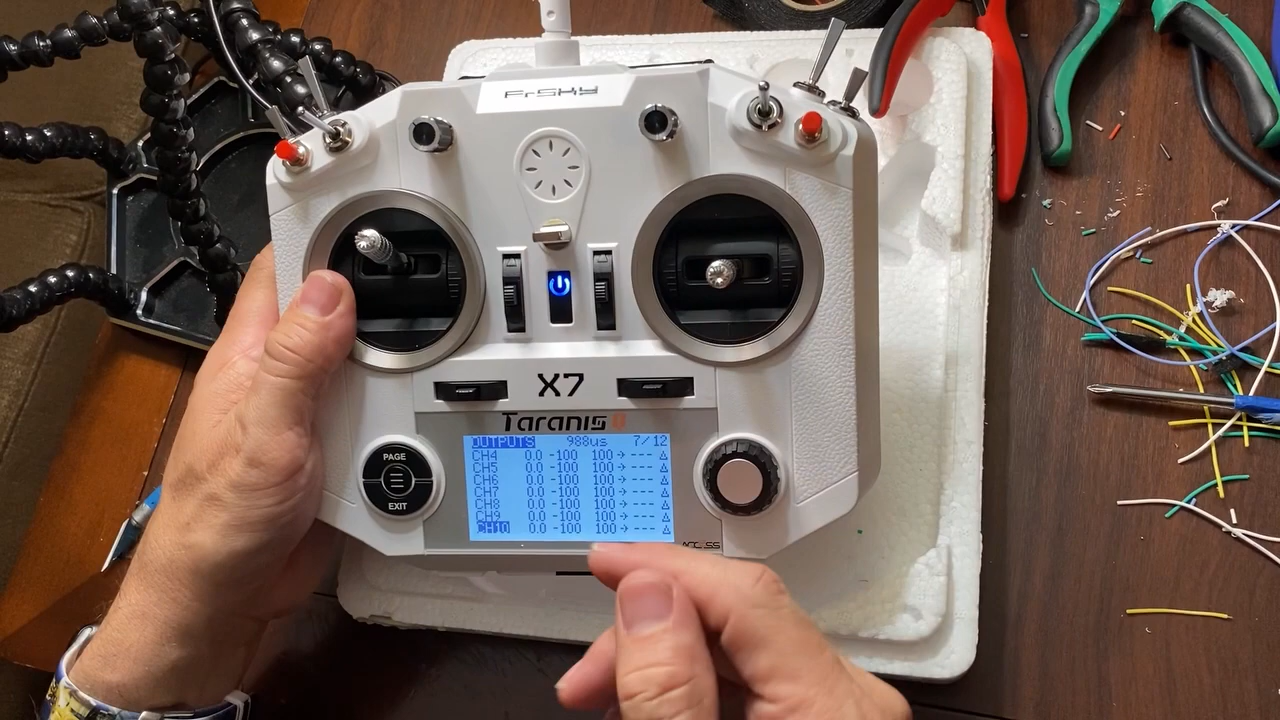 FrSKY
X7
Taranis
PAGE
EXIT
OUTPUTS 988us 7/12
CH4 0.0 -100 100→ ---
CH5 0.0 -100 100→ ---
CH6 0.0 -100 100→ ---
CH7 0.0 -100 100→ ---
CH8 0.0 -100 100→ ---
CH9 0.0 -100 100→ ---
CH10 0.0 -100 100→ ---